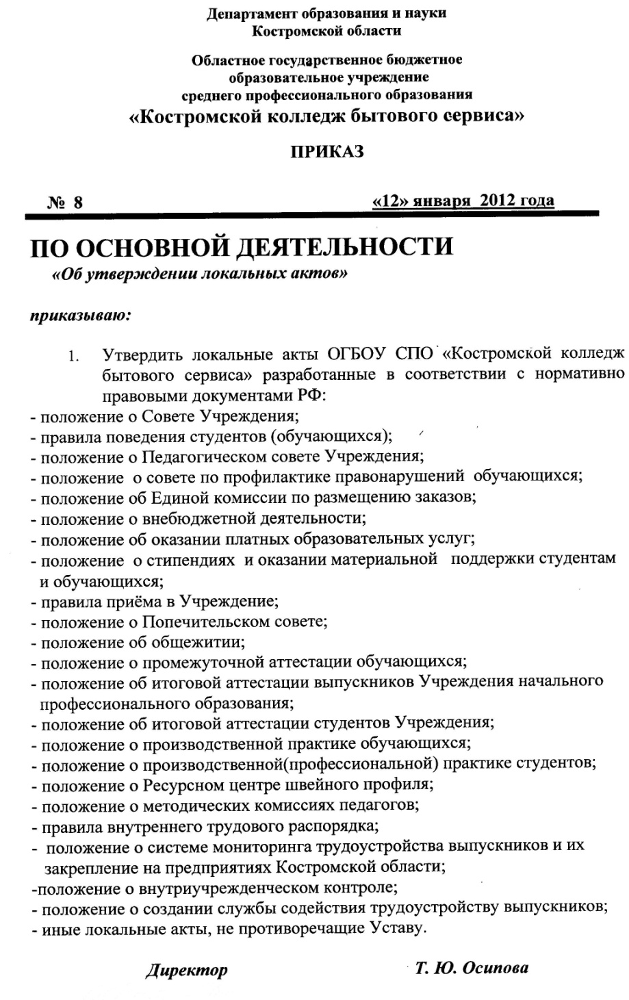 Департамент образования и науки
Костромской области
Областное государственное бюджетное
образовательное учреждение
среднего профессионального образования
«Костромской колледж бытового сервиса»
ПРИКАЗ
№ 8 «12» января 2012 года
ПО ОСНОВНОЙ ДЕЯТЕЛЬНОСТИ
«Об утверждении локальных актов»
приказываю:
1. Утвердить локальные акты ОГБОУ СПО «Костромской колледж
бытового сервиса» разработанные в соответствии с нормативно
правовыми документами РФ:
- положение о Совете Учреждения;
- правила поведения студентов (обучающихся);
- положение о Педагогическом совете Учреждения;
- положение о совете по профилактике правонарушений обучающихся;
- положение об Единой комиссии по размещению заказов;
- положение о внебюджетной деятельности;
- положение об оказании платных образовательных услуг;
- положение о стипендиях и оказании материальной поддержки студентам
и обучающихся;
- правила приёма в Учреждение;
- положение о Попечительском совете;
- положение об общежитии;
- положение о промежуточной аттестации обучающихся;
- положение об итоговой аттестации выпускников Учреждения начального
профессионального образования;
- положение об итоговой аттестации студентов Учреждения;
- положение о производственной практике обучающихся;
- положение о производственной(профессиональной) практике студентов;
- положение о Ресурсном центре швейного профиля;
- положение о методических комиссиях педагогов;
- правила внутреннего трудового распорядка;
- положение о системе мониторинга трудоустройства выпускников и их
закрепление на предприятиях Костромской области;
-положение о внутриучрежденческом контроле;
- положение о создании службы содействия трудоустройству выпускников;
- иные локальные акты, не противоречащие Уставу.
Директор Т. Ю. Осипова